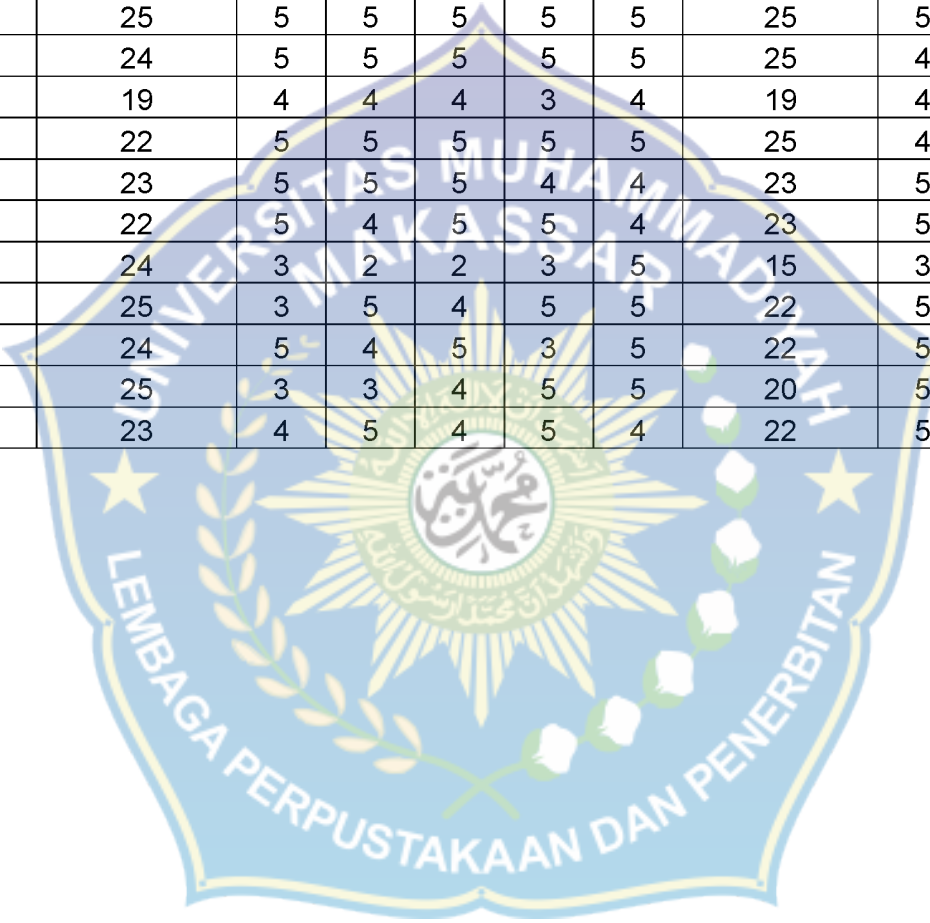 25 5 5 5 5 5 25 5
24 5 5 5 5 5 25 4
19 4 4 4 3 4 19 4
22 5 5 5 5 5 25 4
23 5 5 5 4 4 23 5
22 5 4 5 5 4 23 5
24 3 2 2 3 5 15 3
25 3 5 4 5 5 22 5
24 5 4 5 3 5 22 5
25 3 3 4 5 5 20 5
23 4 5 4 5 4 22 5
UNIVERSITAS MUHAMMADIYAH
MAKASSAR
محمدية
LEMBAGA PERPUSTAKAAN DAN PENERBITAN